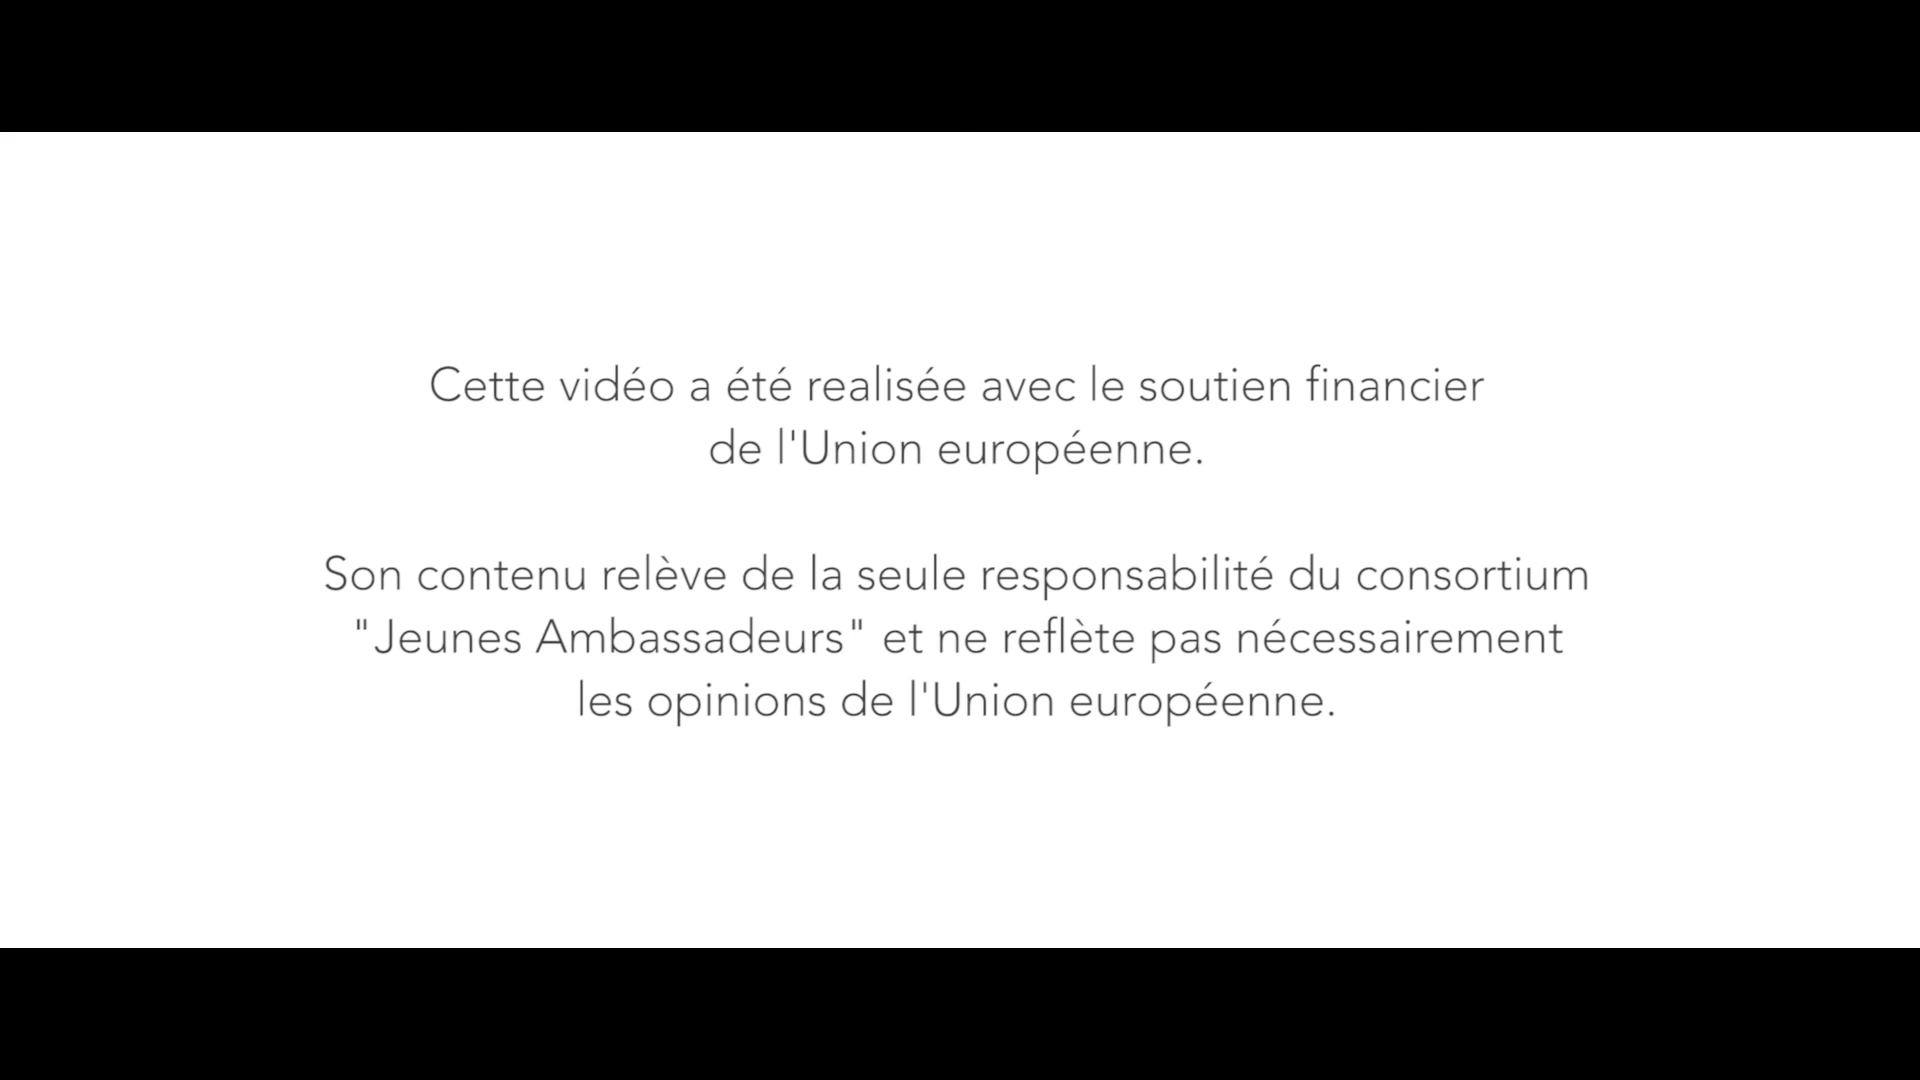 Cette vidéo a été realisée avec le soutien financier
de l'Union européenne.
Son contenu relève de la seule responsabilité du consortium
"Jeunes Ambassadeurs" et ne reflète pas nécessairement
les opinions de l'Union européenne.